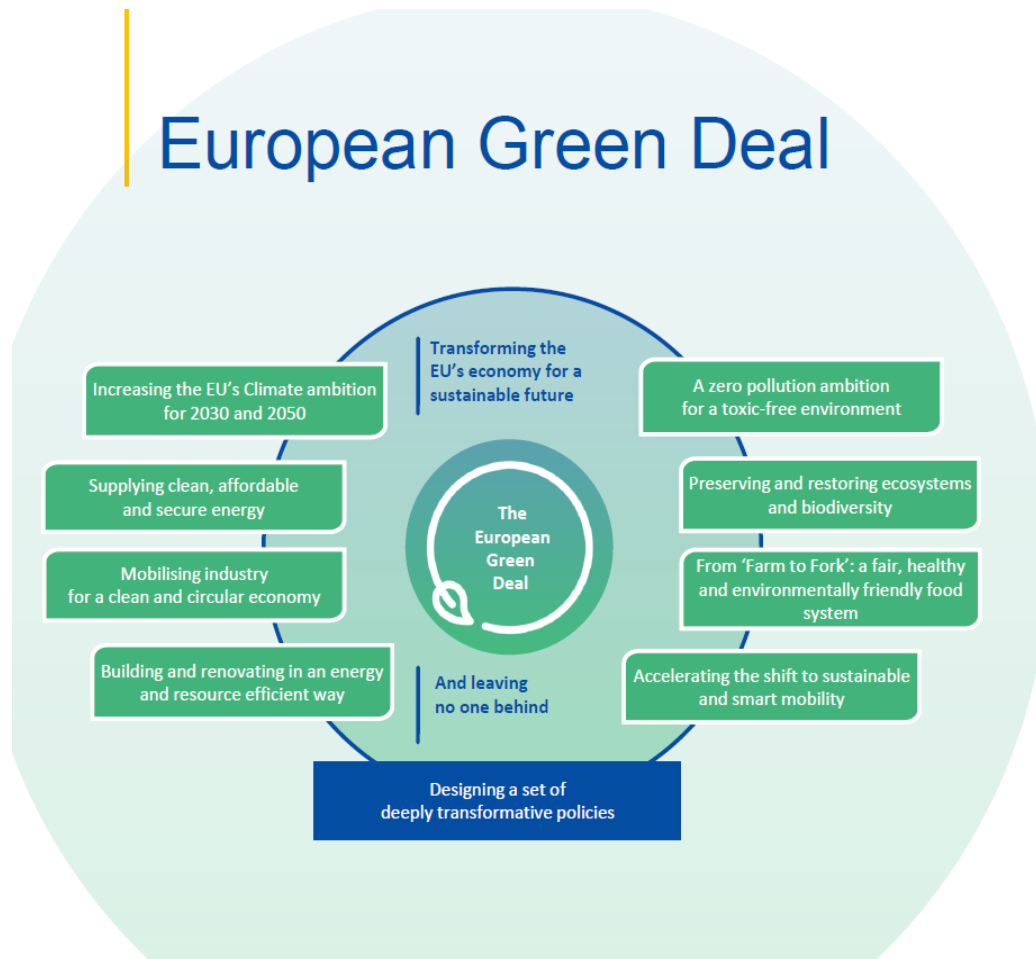 European Green Deal
Transforming the
EU's economy for a
sustainable future
Increasing the EU's Climate ambition
for 2030 and 2050
Supplying clean, affordable
and secure energy
Mobilising industry
for a clean and circular economy
Building and renovating in an energy
and resource efficient way
The
European
Green
Deal
A zero pollution ambition
for a toxic-free environment
Preserving and restoring ecosystems
and biodiversity
From ‘Farm to Fork’: a fair, healthy
and environmentally friendly food
system
Accelerating the shift to sustainable
and smart mobility
And leaving
no one behind
Designing a set of
deeply transformative policies